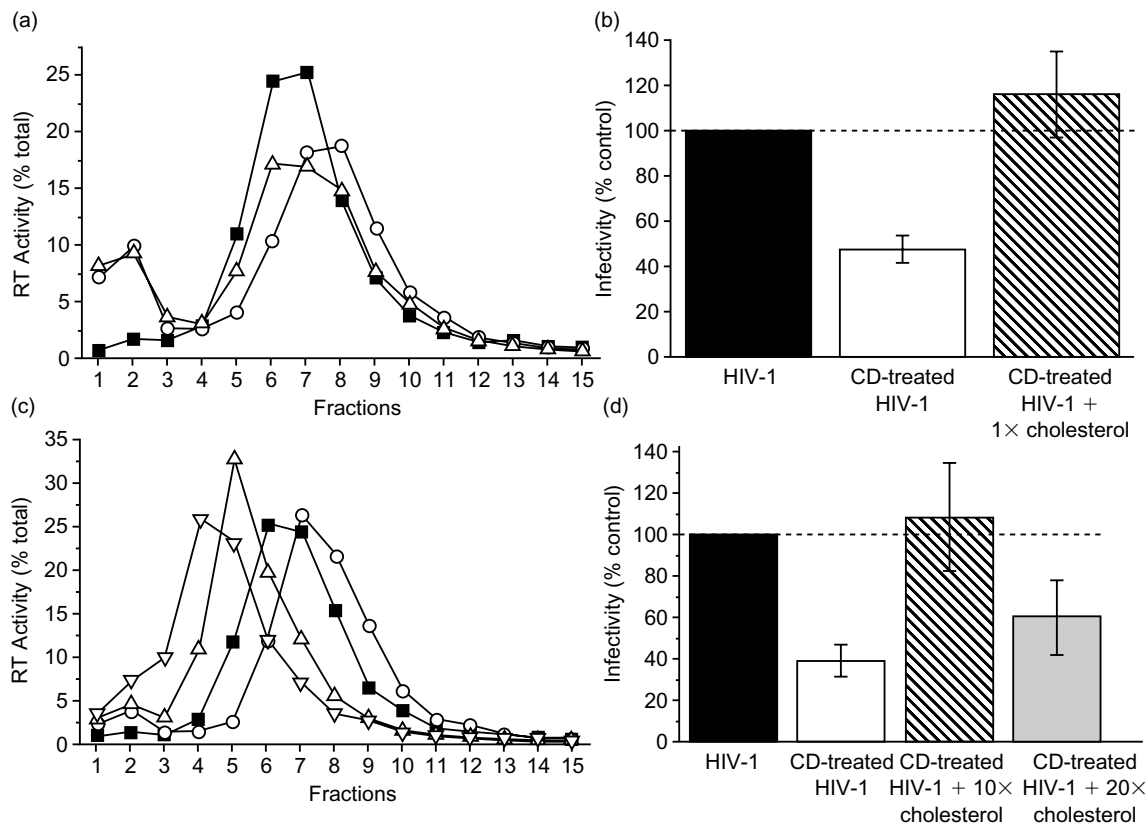 (a)
25
20
15
10
5
0
RT Activity (% total)
1 2 3 4 5 6 7 8 9 10 11 12 13 14 15
Fractions
(b)
140
120
100
80
60
40
20
0
Infectivity (% control)
HIV-1
CD-treated
HIV-1
CD-treated
HIV-1 +
1× cholesterol
(c)
35
30
25
20
15
10
5
0
RT Activity (% total)
1 2 3 4 5 6 7 8 9 10 11 12 13 14 15
Fractions
(d)
140
120
100
80
60
40
20
0
Infectivity (% control)
HIV-1
CD-treated
HIV-1
CD-treated
HIV-1 + 10×
cholesterol
CD-treated
HIV-1 + 20×
cholesterol